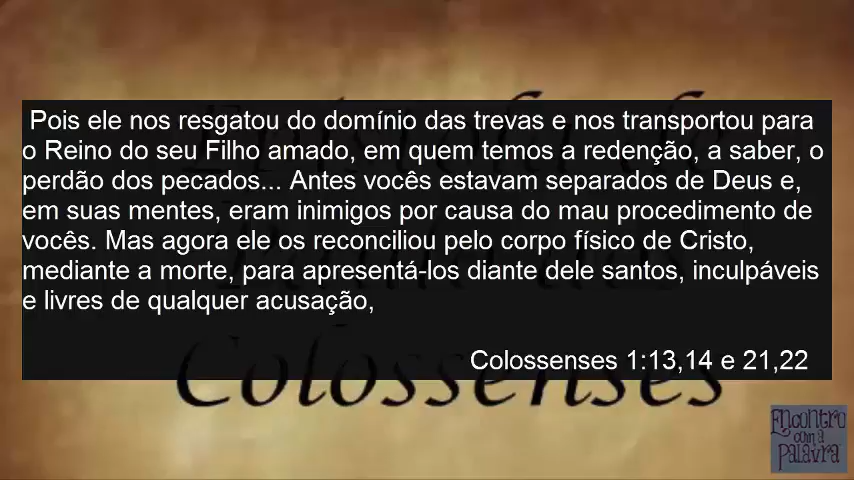 Pois ele nos resgatou do domínio das trevas e nos transportou para
o Reino do seu Filho amado, em quem temos a redenção, a saber, o
perdão dos pecados... Antes vocês estavam separados de Deus e,
em suas mentes, eram inimigos por causa do mau procedimento de
vocês. Mas agora ele os reconciliou pelo corpo físico de Cristo,
mediante a morte, para apresentá-los diante dele santos, inculpáveis
e livres de qualquer acusação,
Colossenses 1:13,14 e 21,22
Colossenses
Encontro
com a
Palavra